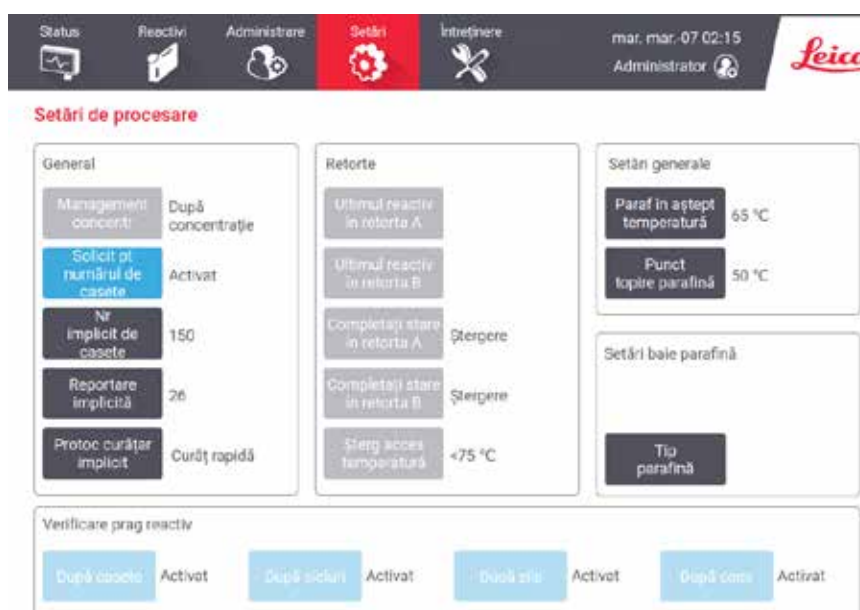 Status
Reactivi
Administrare
Setări
Întreținere
mar. mar.-07 02:15
Administrator
Leica
Setări de procesare
General
Management
concentr.
După
concentrație
Solicit pt
numărul de
casete
Activat
Nr
implicit de
casete
150
Reportare
implicită
26
Protoc curățar
implicit
Curăț rapidă
Retorte
Ultimul reactiv
în retorta A
Ultimul reactiv
în retorta B
Completați stare
în retorta A
Ștergere
Completați stare
în retorta B
Ștergere
Șterg acces
temperatură
<75 °C
Setări generale
Paraf în aștept
temperatură
65 °C
Punct
topire parafină
50 °C
Setări baie parafină
Tip
parafină
Verificare prag reactiv
După casete
Activat
După cicluri
Activat
După zile
Activat
După conc
Activat